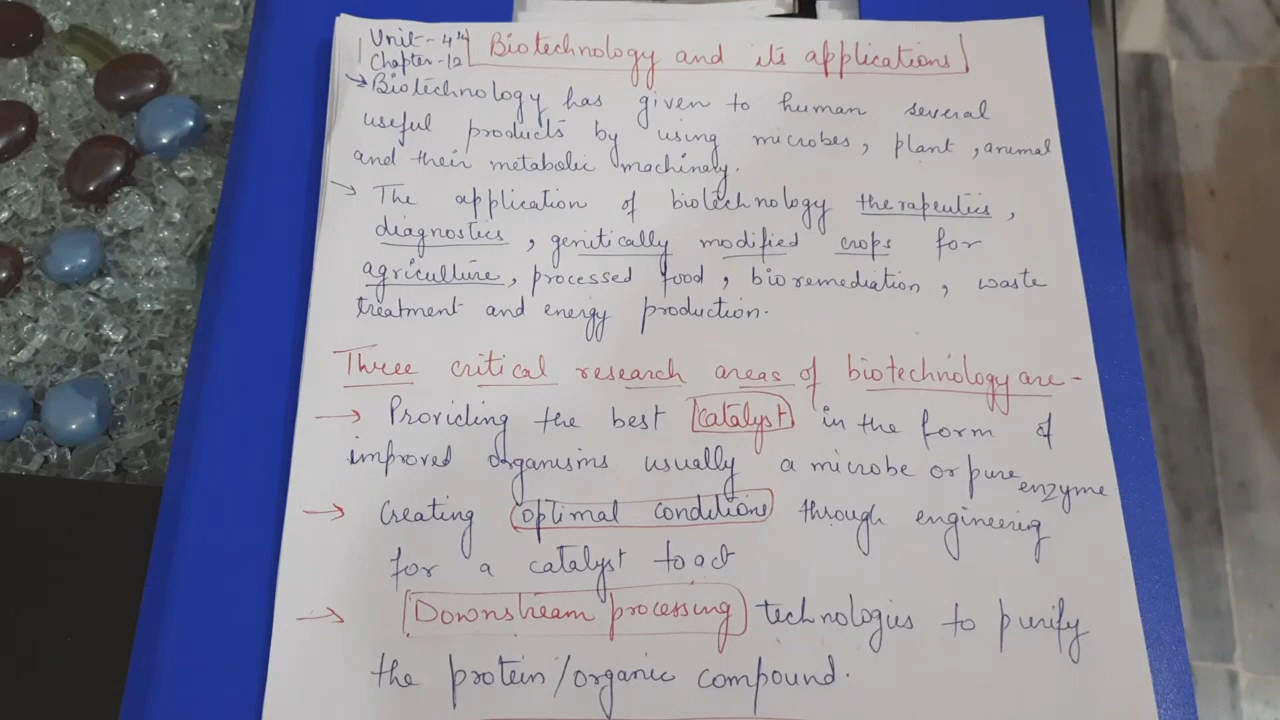 Unit-4th
Chapter-12
Biotechnology and its applications
→ Biotechnology has given to human several
useful products by using microbes, plant, animal
and their metabolic machinery.
→ The application of biotechnology therapeutics,
diagnostics, genitically modified crops for
agriculture, processed food, bioremediation, waste
treatment and energy production.
Three critical research areas of biotechnology are-
→ Providing the best catalyst in the form of
improved organisms usually a microbe or pure enzyme
→ Creating optimal conditions through engineering
for a catalyst to act
→ Downstream processing technologies to purify
the protein/organic compound.